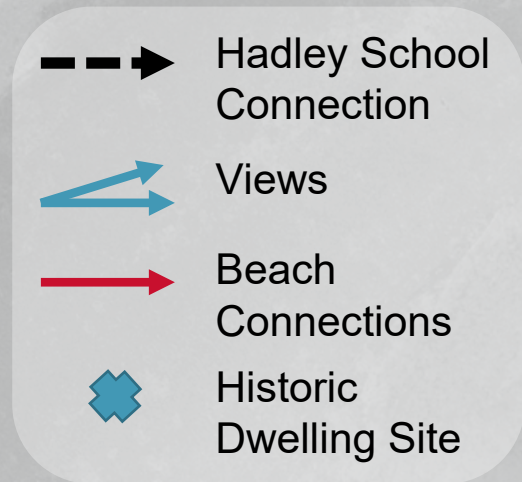 Hadley School
Connection
Views
Beach
Connections
Historic
Dwelling Site